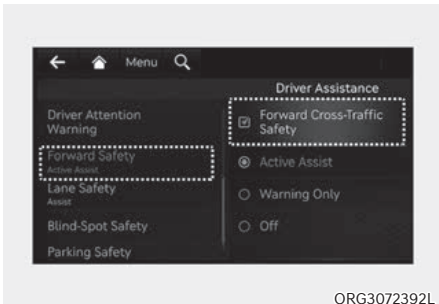 Menu
Driver Assistance
Driver Attention
Warning
Forward Safety
Active Assist
Lane Safety
Assist
Blind-Spot Safety
Parking Safety
Forward Cross-Traffic
Safety
Active Assist
Warning Only
Off
ORG3072392L